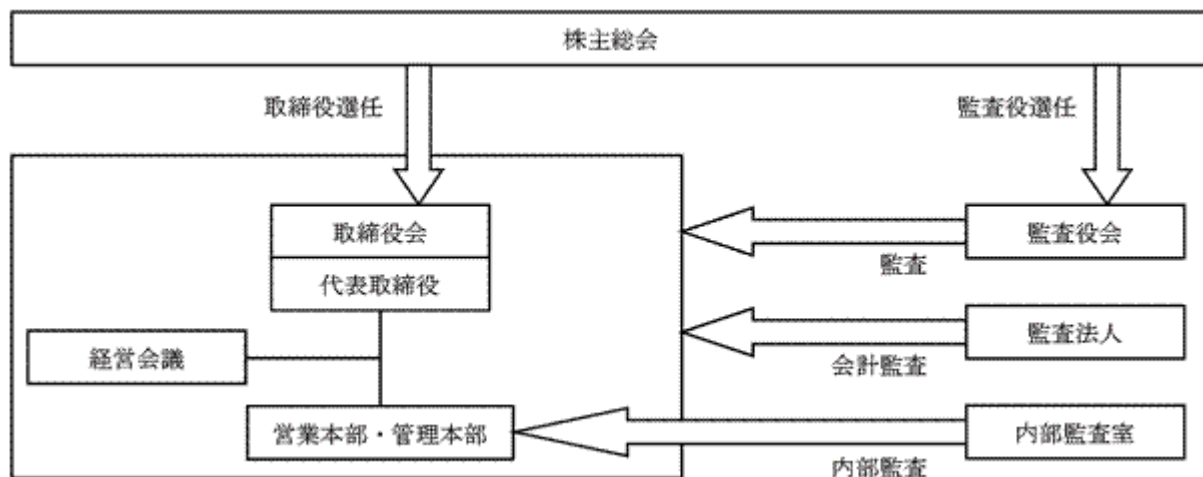 株主総会
取締役選任
監査役選任
取締役会
監査役会
監査
代表取締役
監査法人
経営会議
会計監査
営業本部・管理本部
内部監査室
内部監査